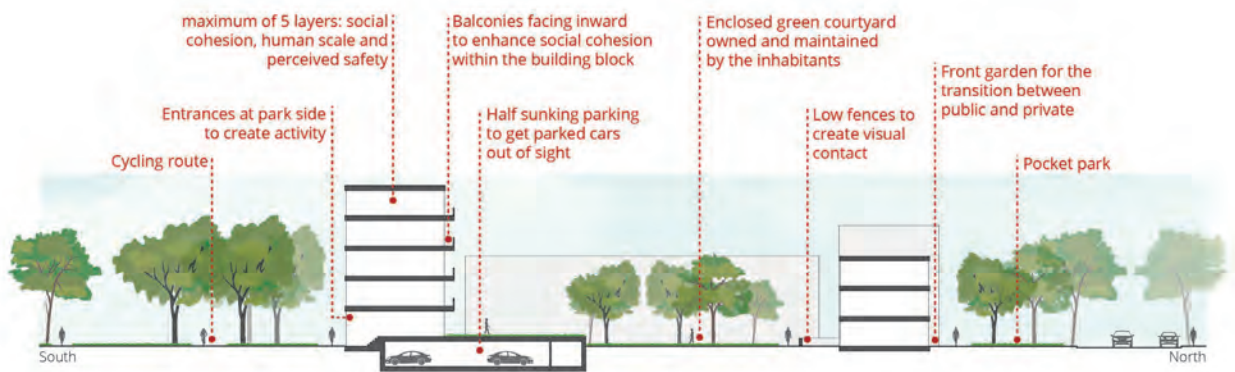 maximum of 5 layers: social
cohesion, human scale and
perceived safety
Balconies facing inward
to enhance social cohesion
within the building block
Enclosed green courtyard
owned and maintained
by the inhabitants
Front garden for the
transition between
public and private
Entrances at park side
to create activity
Half sunking parking
to get parked cars
out of sight
Low fences to
create visual
contact
Cycling route
Pocket park
South
North